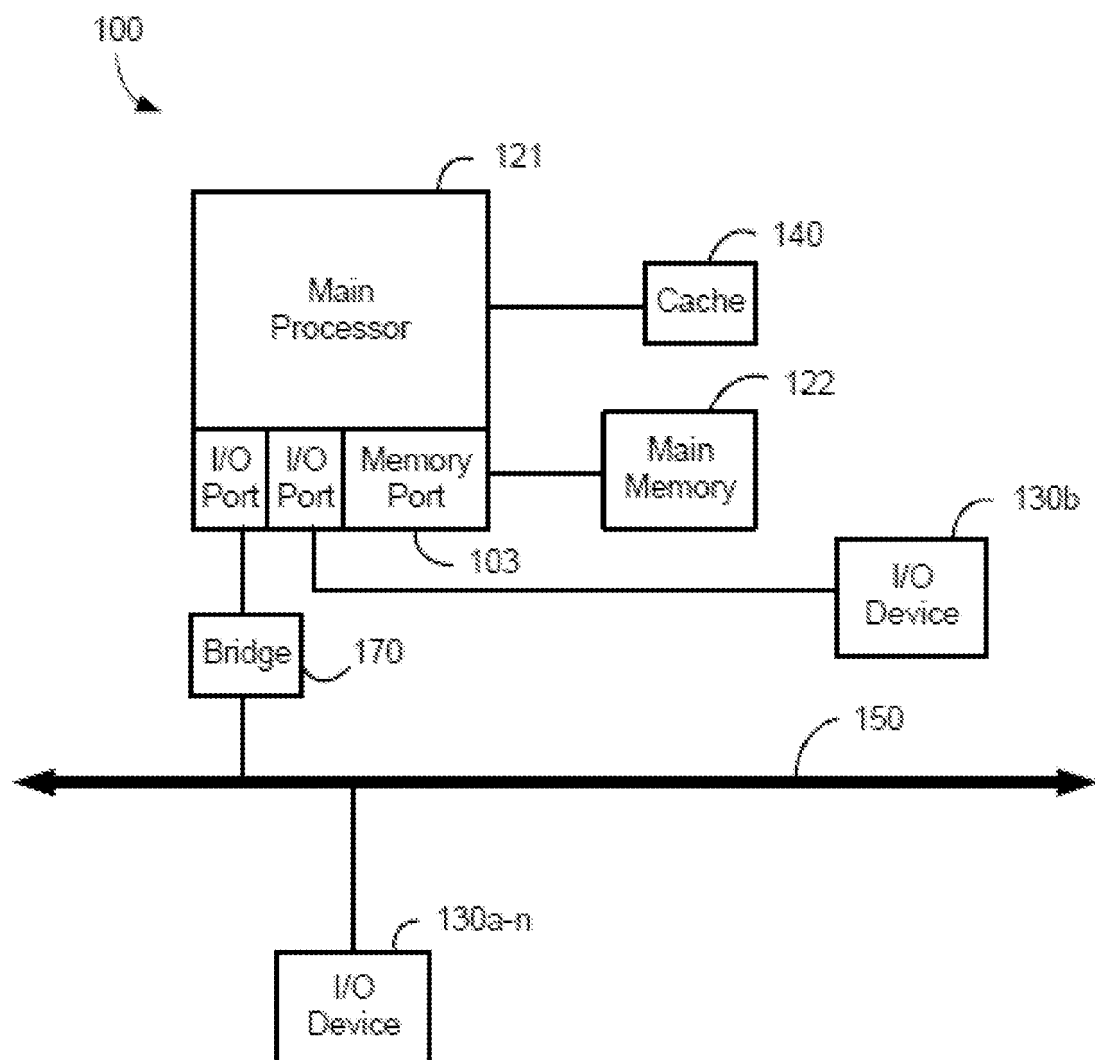 100
121
Main
Processor
140
Cache
122
Main
Memory
I/O
Port
I/O
Port
Memory
Port
103
130b
I/O
Device
Bridge
170
150
130a-n
I/O
Device